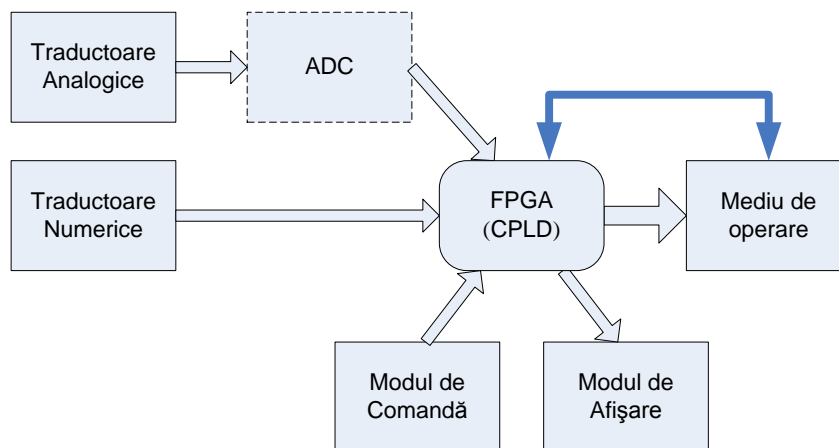 Traductoare
Analogice
ADC
Traductoare
Numerice
FPGA
(CPLD)
Mediu de
operare
Modul de
Comandă
Modul de
Afişare